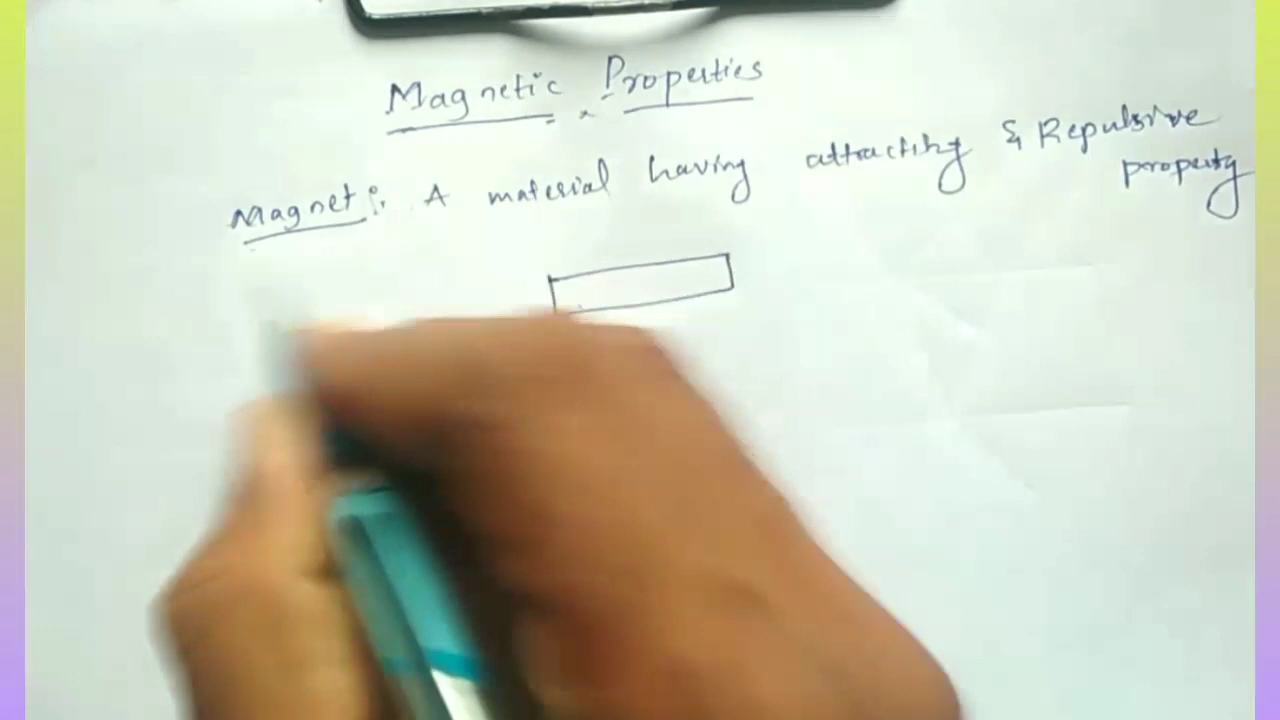 Magnetic Properties
Magnet :- A material having attracting & Repulsive
property